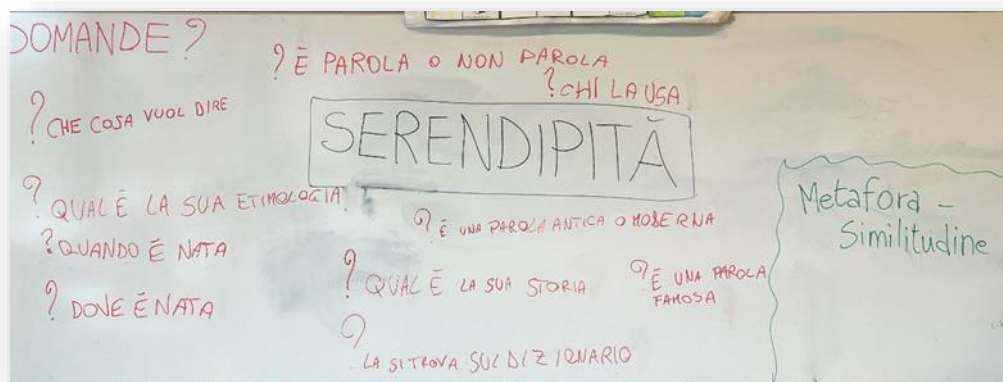 DOMANDE ?
? È PAROLA O NON PAROLA
? CHI LA USA
? CHE COSA VUOL DIRE
SERENDIPITÀ
? QUAL È LA SUA ETIMOLOGIA
? È UNA PAROLA ANTICA O MODERNA
? QUANDO È NATA
? QUAL È LA SUA STORIA
? È UNA PAROLA
FAMOSA
? DOVE È NATA
?
LA SI TROVA SUL DIZIONARIO
Metafora -
Similitudine